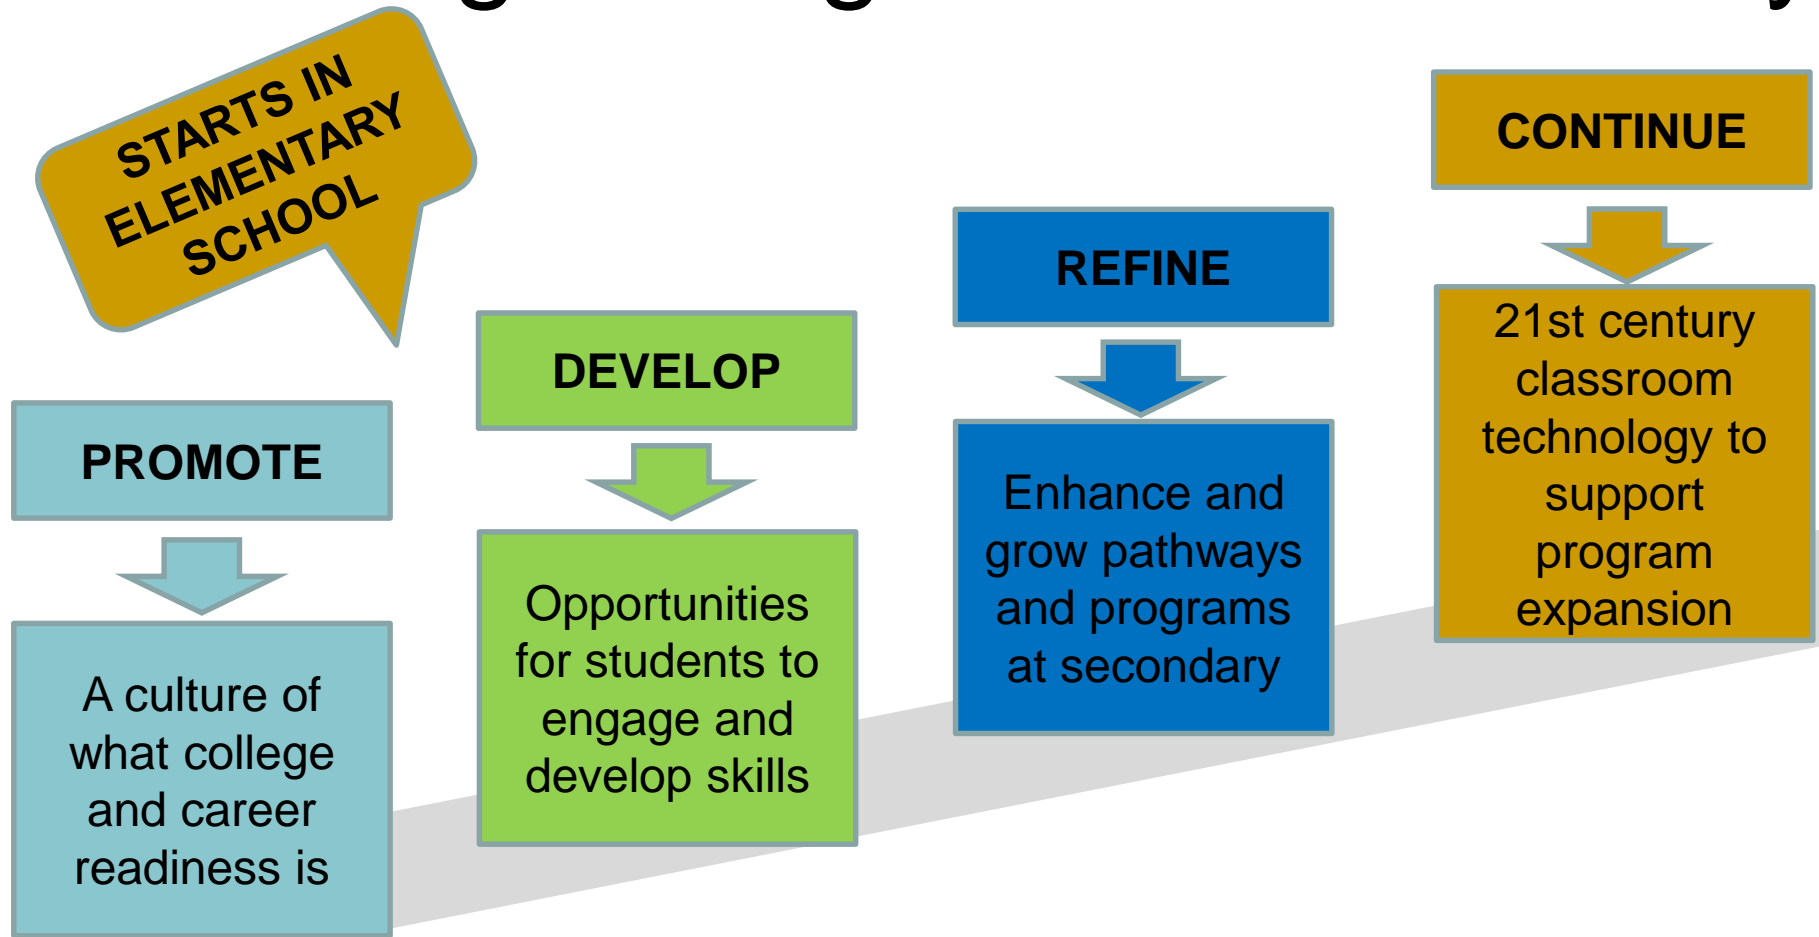 STARTS IN
ELEMENTARY
SCHOOL
PROMOTE
A culture of
what college
and career
readiness is
DEVELOP
Opportunities
for students to
engage and
develop skills
REFINE
Enhance and
grow pathways
and programs
at secondary
CONTINUE
21st century
classroom
technology to
support
program
expansion